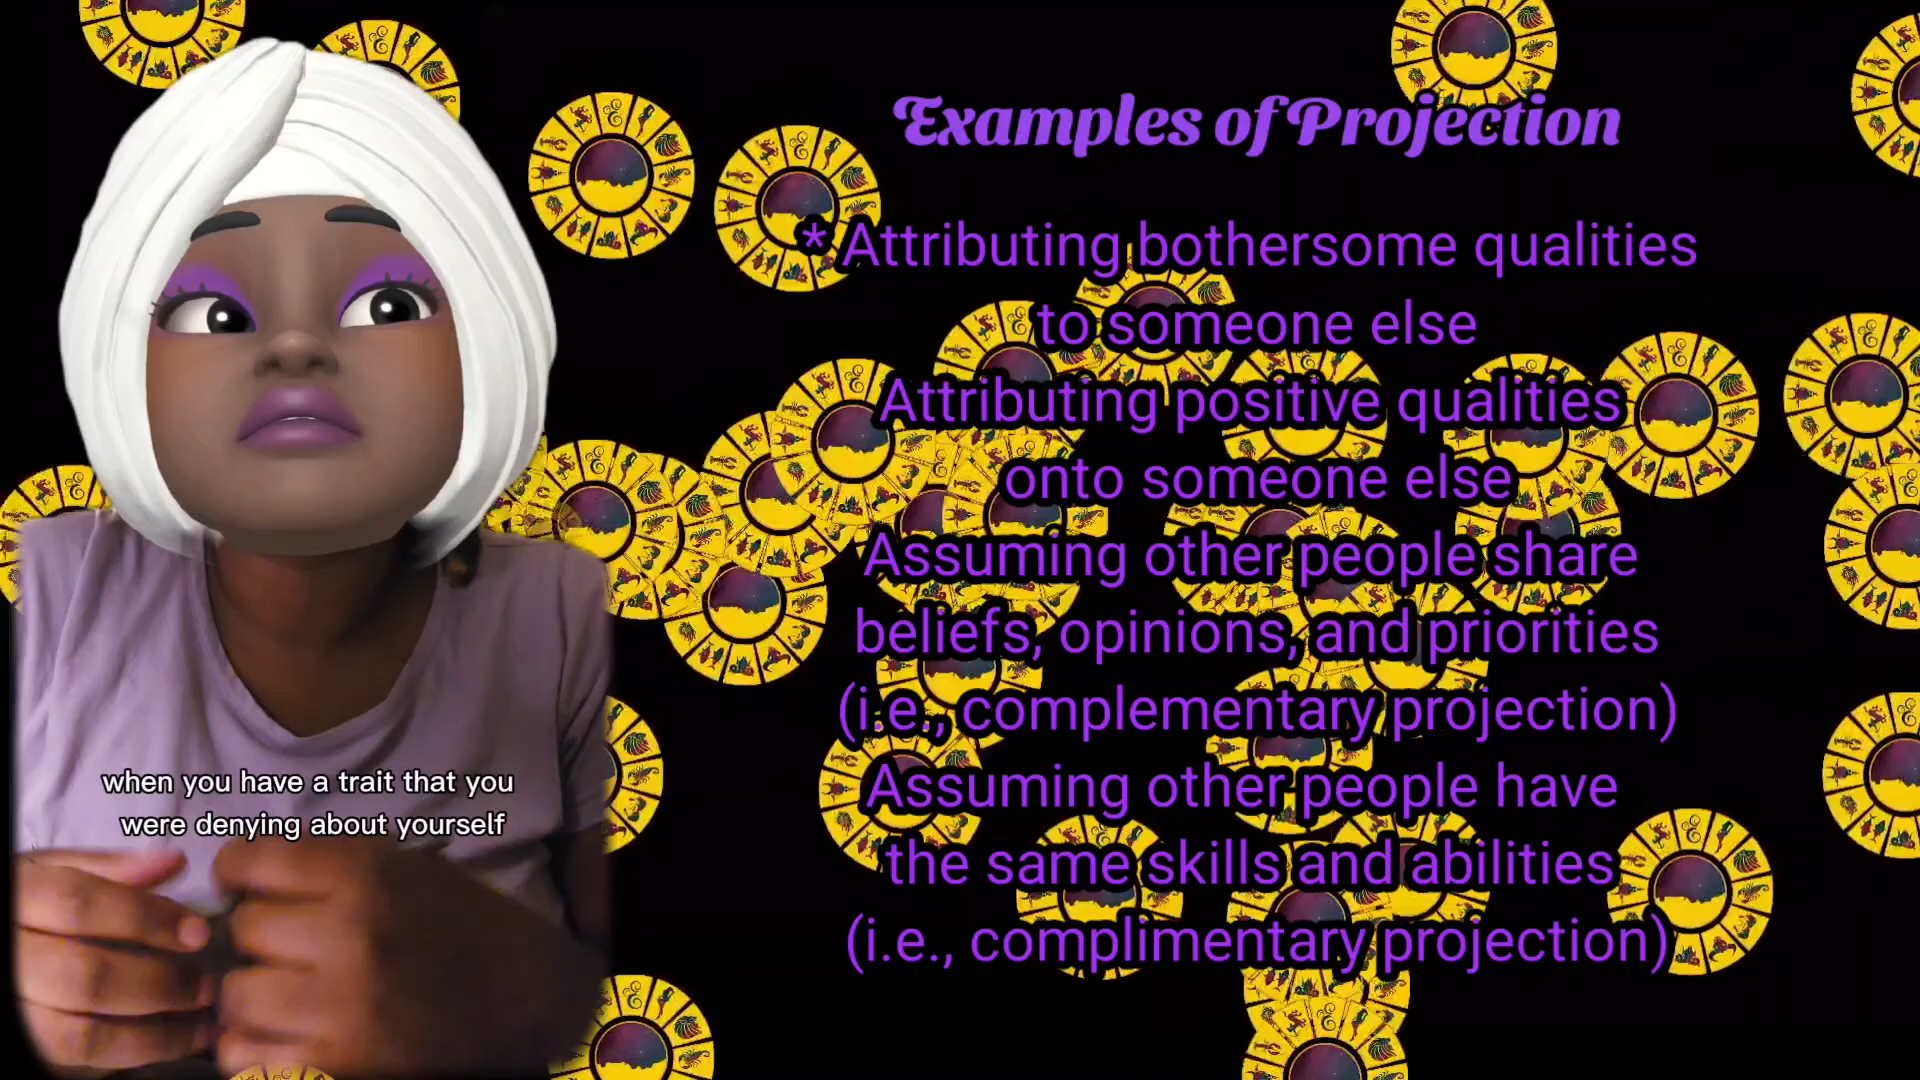 Examples of Projection
* Attributing bothersome qualities
to someone else
Attributing positive qualities
onto someone else
Assuming other people share
beliefs, opinions, and priorities
(i.e., complementary projection)
Assuming other people have
the same skills and abilities
(i.e., complimentary projection)
when you have a trait that you
were denying about yourself